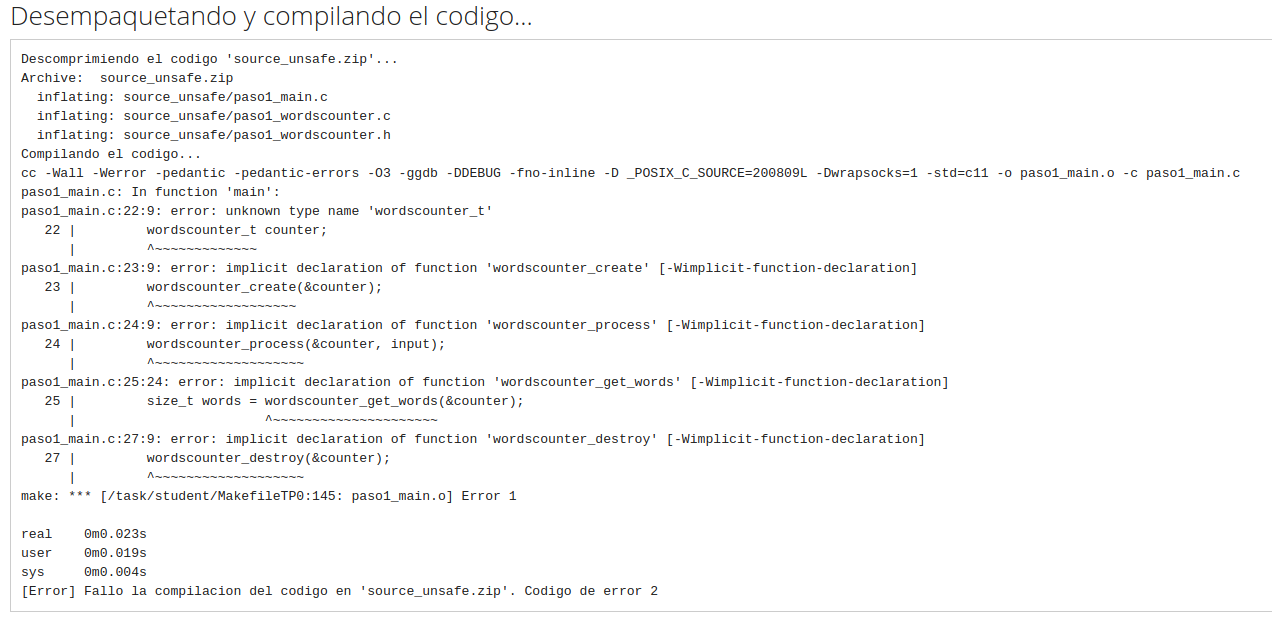 Desempaquetando y compilando el codigo...
Descomprimiendo el codigo 'source_unsafe.zip'...
Archive:  source_unsafe.zip
  inflating: source_unsafe/paso1_main.c
  inflating: source_unsafe/paso1_wordscounter.c
  inflating: source_unsafe/paso1_wordscounter.h
Compilando el codigo...
cc -Wall -Werror -pedantic -pedantic-errors -O3 -ggdb -DDEBUG -fno-inline -D _POSIX_C_SOURCE=200809L -Dwrapsocks=1 -std=c11 -o paso1_main.o -c paso1_main.c
paso1_main.c: In function 'main':
paso1_main.c:22:9: error: unknown type name 'wordscounter_t'
   22 |         wordscounter_t counter;
      |         ^~~~~~~~~~~~~~
paso1_main.c:23:9: error: implicit declaration of function 'wordscounter_create' [-Wimplicit-function-declaration]
   23 |         wordscounter_create(&counter);
      |         ^~~~~~~~~~~~~~~~~~~
paso1_main.c:24:9: error: implicit declaration of function 'wordscounter_process' [-Wimplicit-function-declaration]
   24 |         wordscounter_process(&counter, input);
      |         ^~~~~~~~~~~~~~~~~~~~
paso1_main.c:25:24: error: implicit declaration of function 'wordscounter_get_words' [-Wimplicit-function-declaration]
   25 |         size_t words = wordscounter_get_words(&counter);
      |                        ^~~~~~~~~~~~~~~~~~~~~~
paso1_main.c:27:9: error: implicit declaration of function 'wordscounter_destroy' [-Wimplicit-function-declaration]
   27 |         wordscounter_destroy(&counter);
      |         ^~~~~~~~~~~~~~~~~~~~
make: *** [/task/student/MakefileTP0:145: paso1_main.o] Error 1

real    0m0.023s
user    0m0.019s
sys     0m0.004s
[Error] Fallo la compilacion del codigo en 'source_unsafe.zip'. Codigo de error 2